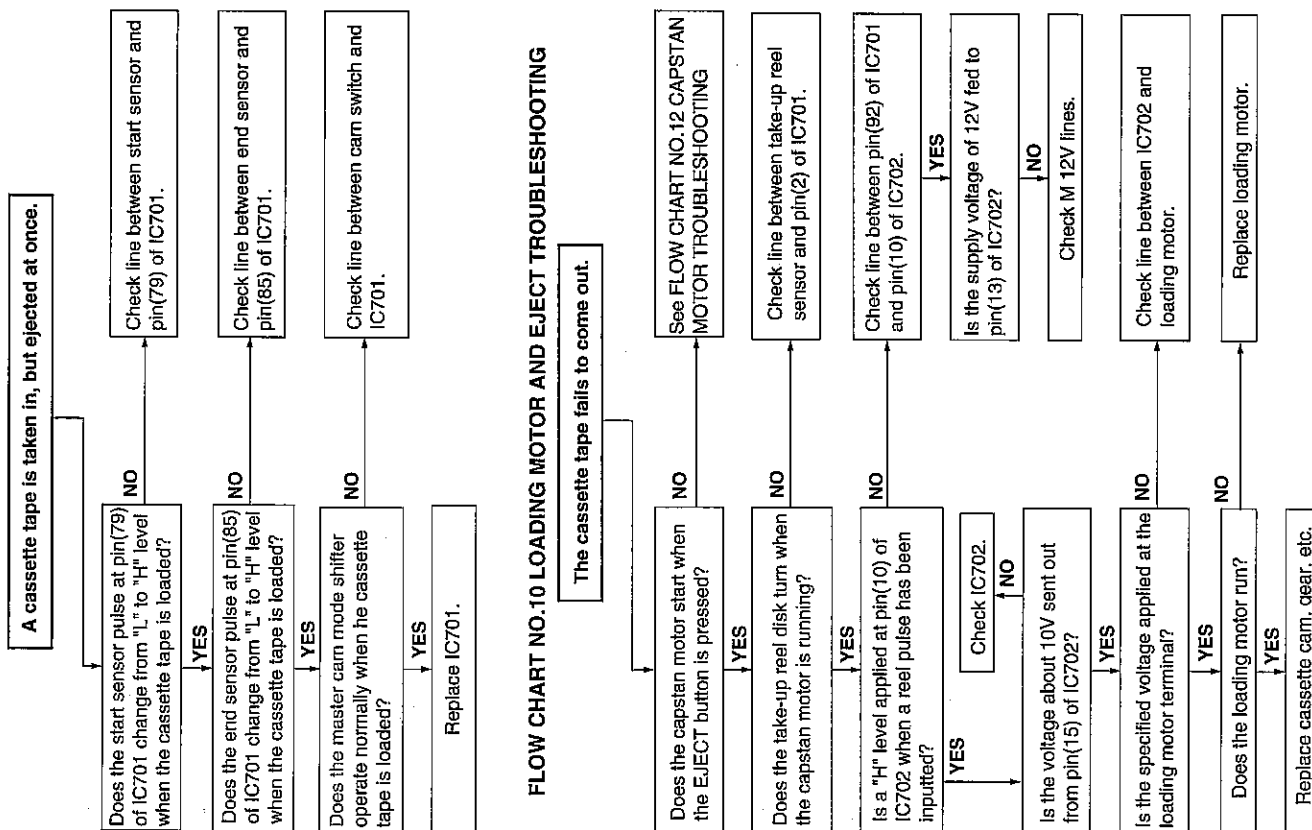 A cassette tape is taken in, but ejected at once.
Does the start sensor pulse at pin(79)
of IC701 change from "L" to "H" level
when the cassette tape is loaded?
NO
Check line between start sensor and
pin(79) of IC701.
YES
Does the end sensor pulse at pin(85)
of IC701 change from "L" to "H" level
when the cassette tape is loaded?
NO
Check line between end sensor and
pin(85) of IC701.
YES
Does the master cam mode shifter
operate normally when he cassette
tape is loaded?
NO
Check line between cam switch and
IC701.
YES
Replace IC701.
FLOW CHART NO.10 LOADING MOTOR AND EJECT TROUBLESHOOTING
The cassette tape fails to come out.
Does the capstan motor start when
the EJECT button is pressed?
NO
See FLOW CHART NO.12 CAPSTAN
MOTOR TROUBLESHOOTING
YES
Does the take-up reel disk turn when
the capstan motor is running?
NO
Check line between take-up reel
sensor and pin(2) of IC701.
YES
Is a "H" level applied at pin(10) of
IC702 when a reel pulse has been
inputted?
NO
Check line between pin(92) of IC701
and pin(10) of IC702.
YES
Is the supply voltage of 12V fed to
pin(13) of IC702?
NO
Check M 12V lines.
YES
Is the voltage about 10V sent out
from pin(15) of IC702?
NO
Check IC702.
YES
Is the specified voltage applied at the
loading motor terminal?
NO
Check line between IC702 and
loading motor.
YES
Does the loading motor run?
NO
Replace loading motor.
YES
Replace cassette cam, gear, etc.